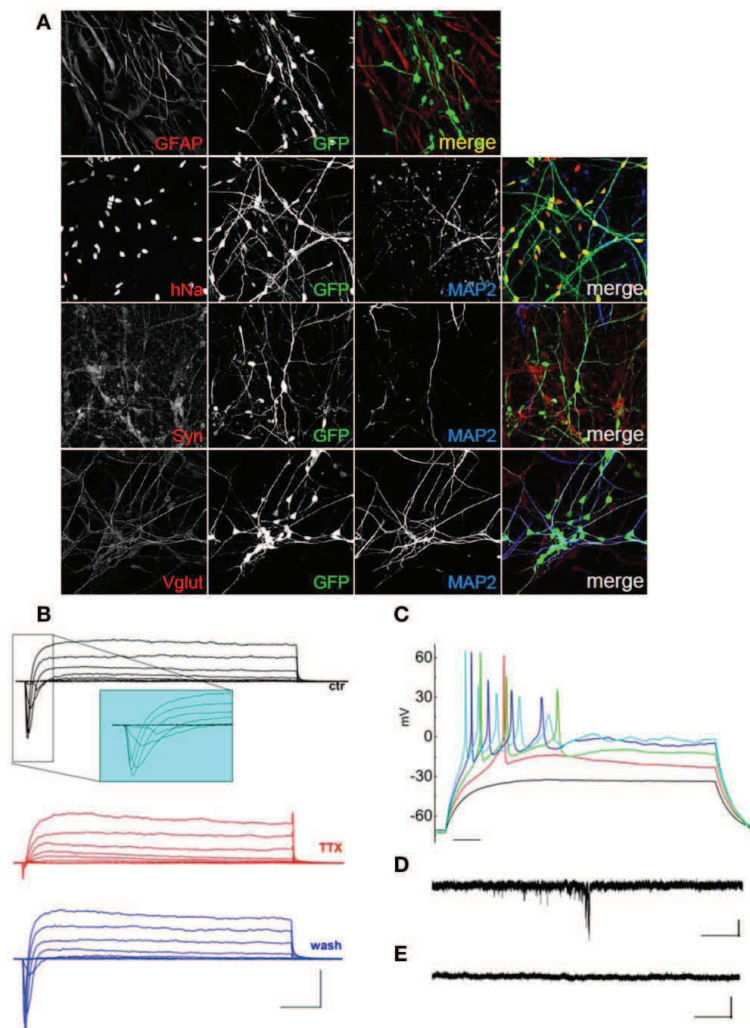 A
GFAP
GFP
merge
hNa
GFP
MAP2
merge
Syn
GFP
MAP2
merge
Vglut
GFP
MAP2
merge
B
ctr
TTX
wash
C
60
30
0
-30
-60
mV
D
E